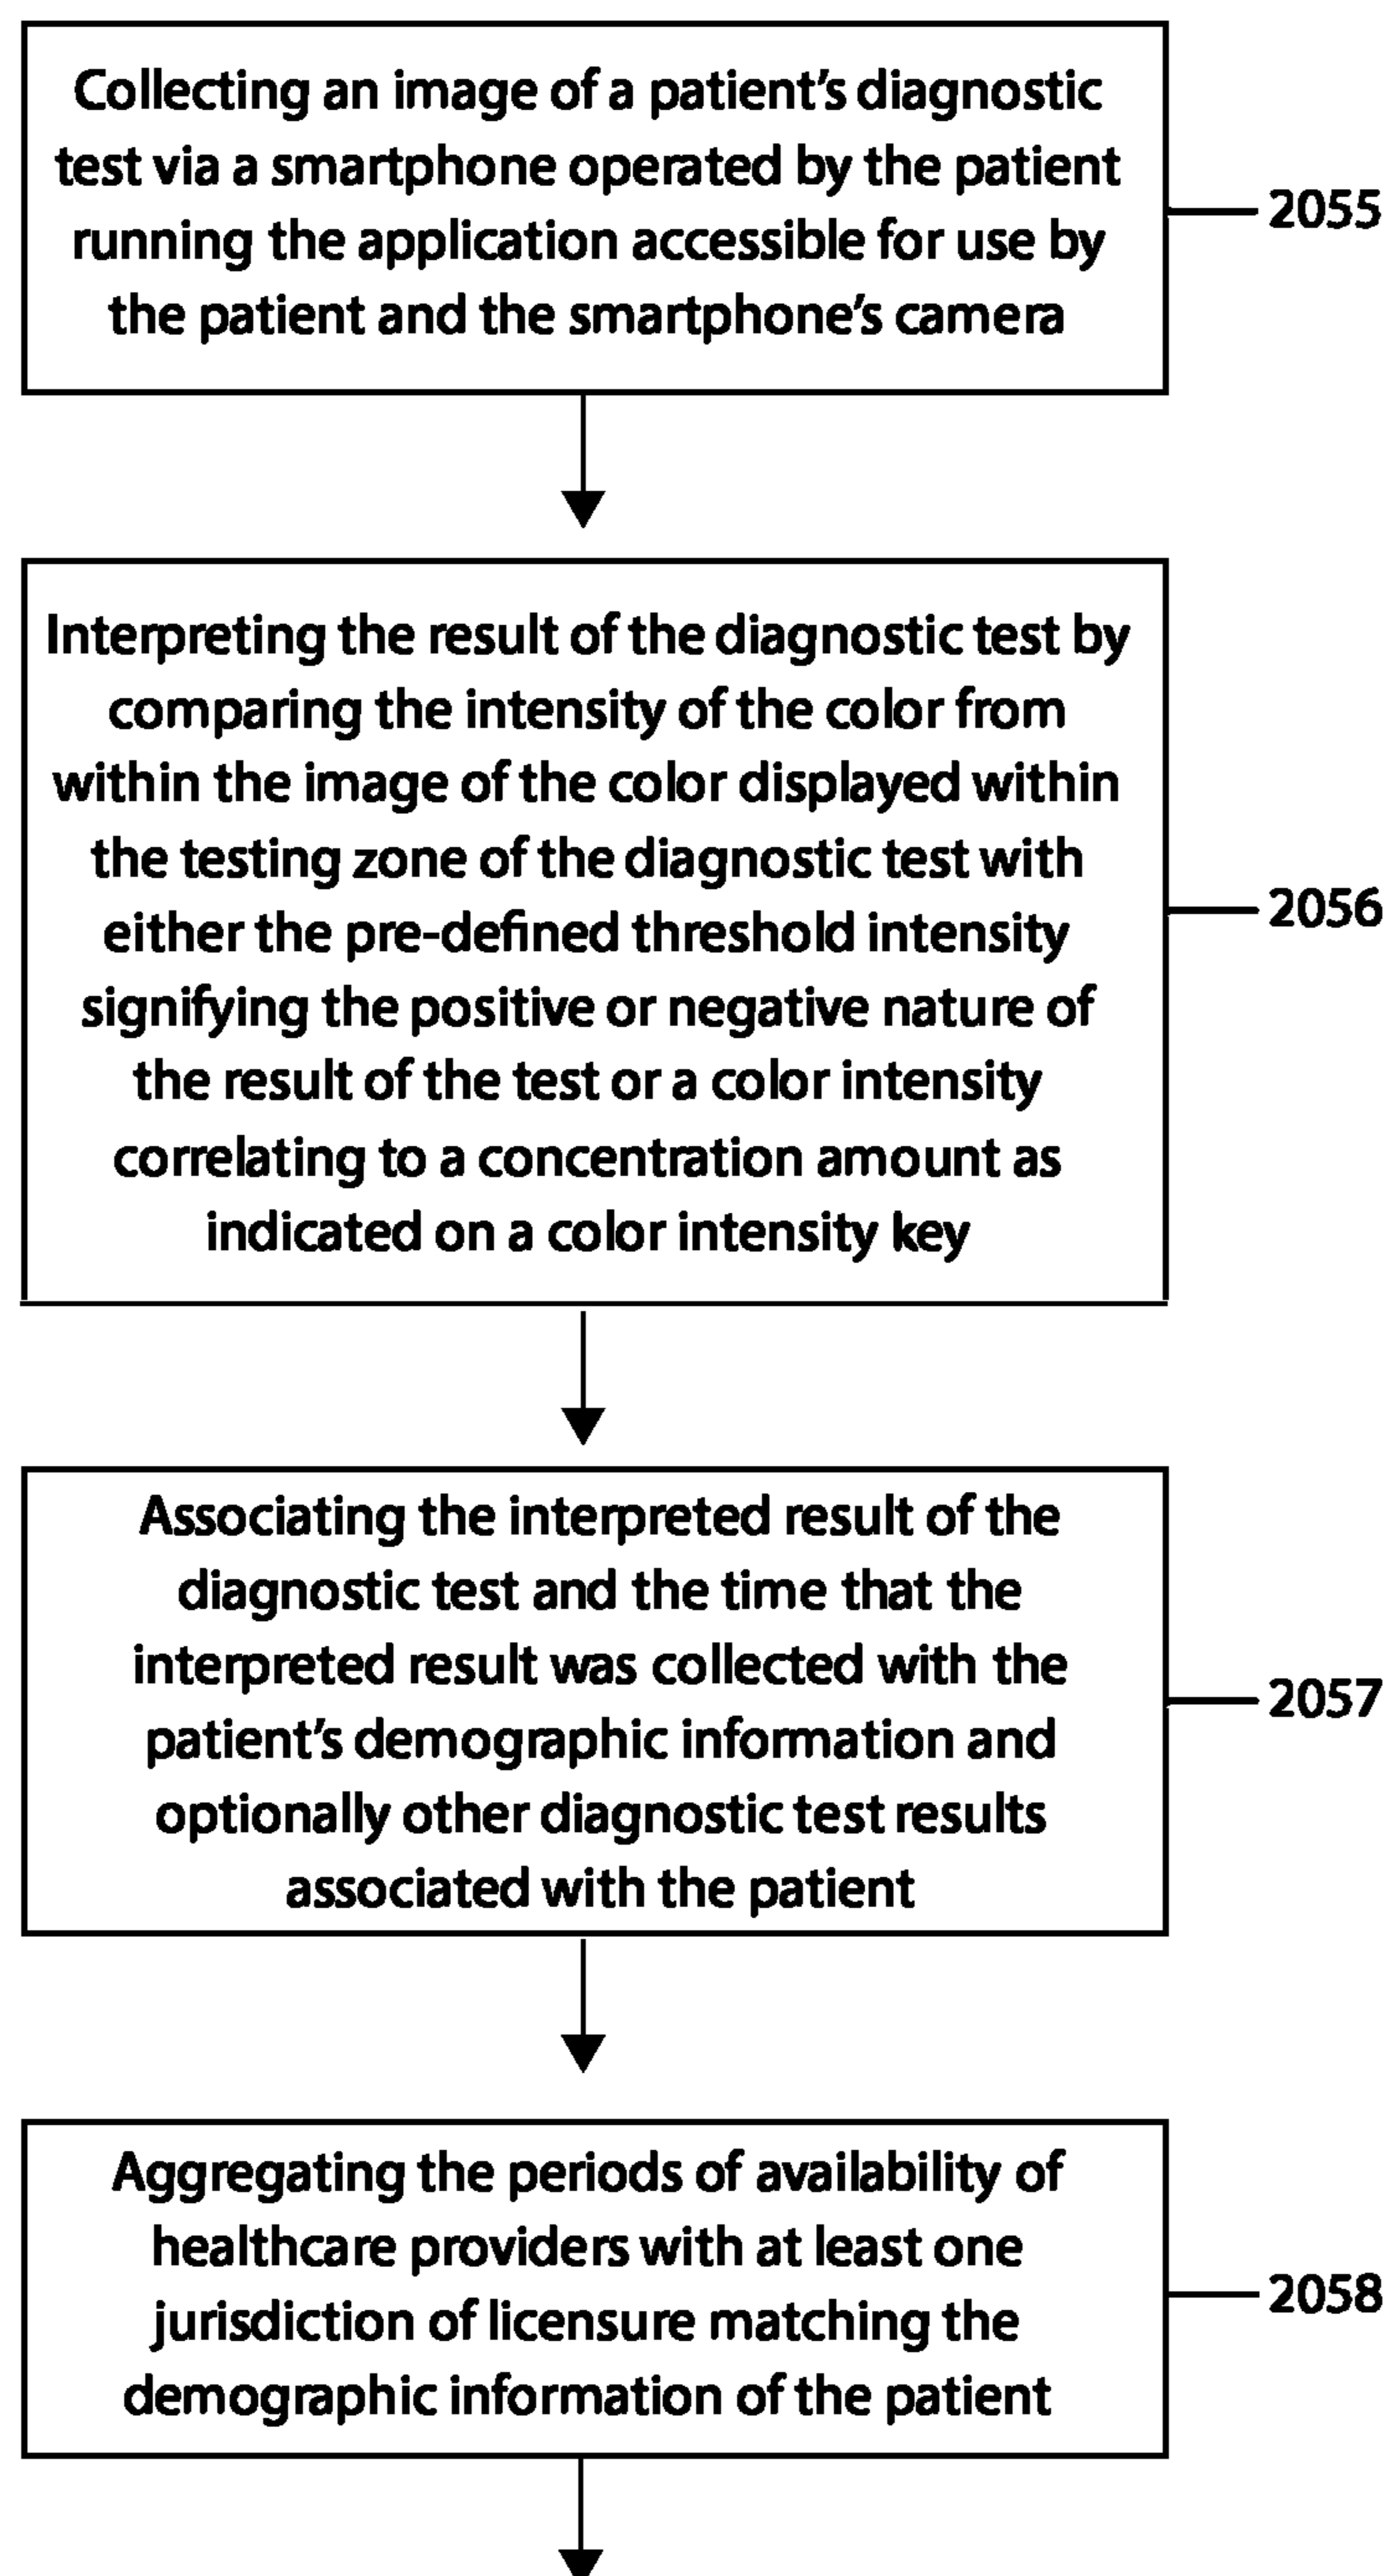 Collecting an image of a patient's diagnostic
test via a smartphone operated by the patient
running the application accessible for use by
the patient and the smartphone's camera
2055
Interpreting the result of the diagnostic test by
comparing the intensity of the color from
within the image of the color displayed within
the testing zone of the diagnostic test with
either the pre-defined threshold intensity
signifying the positive or negative nature of
the result of the test or a color intensity
correlating to a concentration amount as
indicated on a color intensity key
2056
Associating the interpreted result of the
diagnostic test and the time that the
interpreted result was collected with the
patient's demographic information and
optionally other diagnostic test results
associated with the patient
2057
Aggregating the periods of availability of
healthcare providers with at least one
jurisdiction of licensure matching the
demographic information of the patient
2058